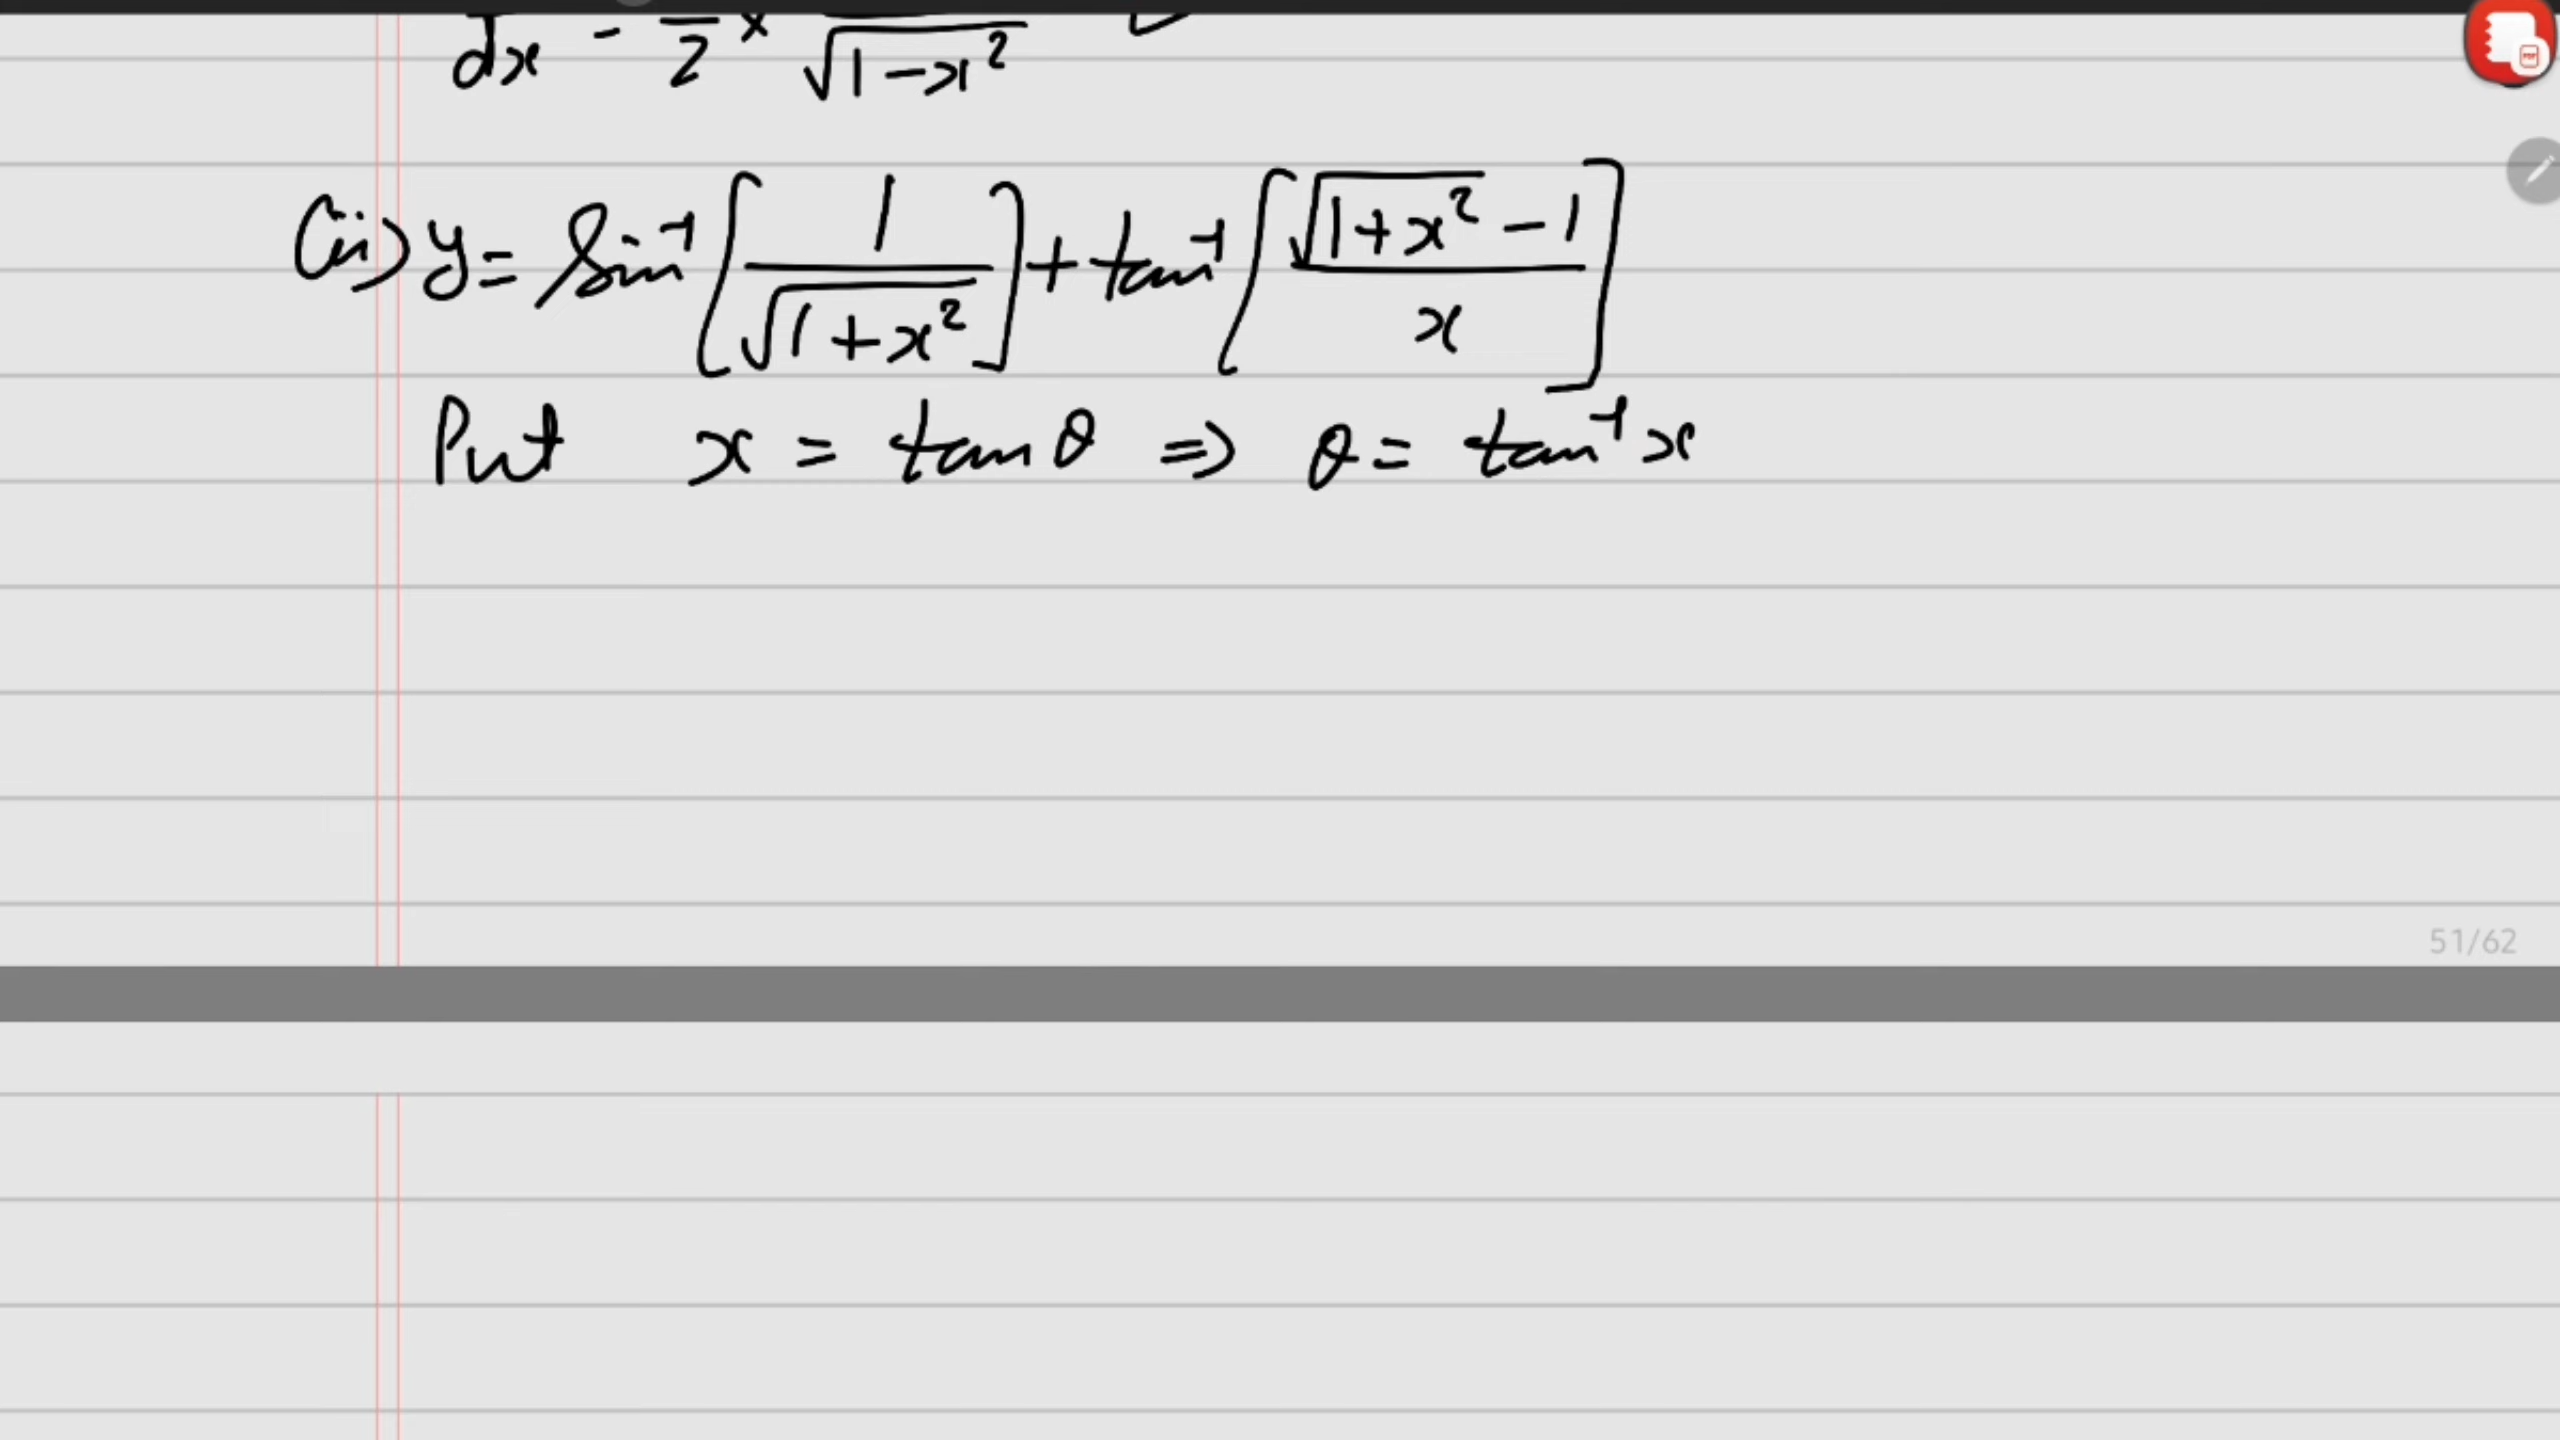 dx = — / 2 × — / √(1-x²)
(ii) y = Sin⁻¹[1/√(1+x²)] + tan⁻¹[(√(1+x²) - 1)/x]
Put x = tanθ ⇒ θ = tan⁻¹x
51/62